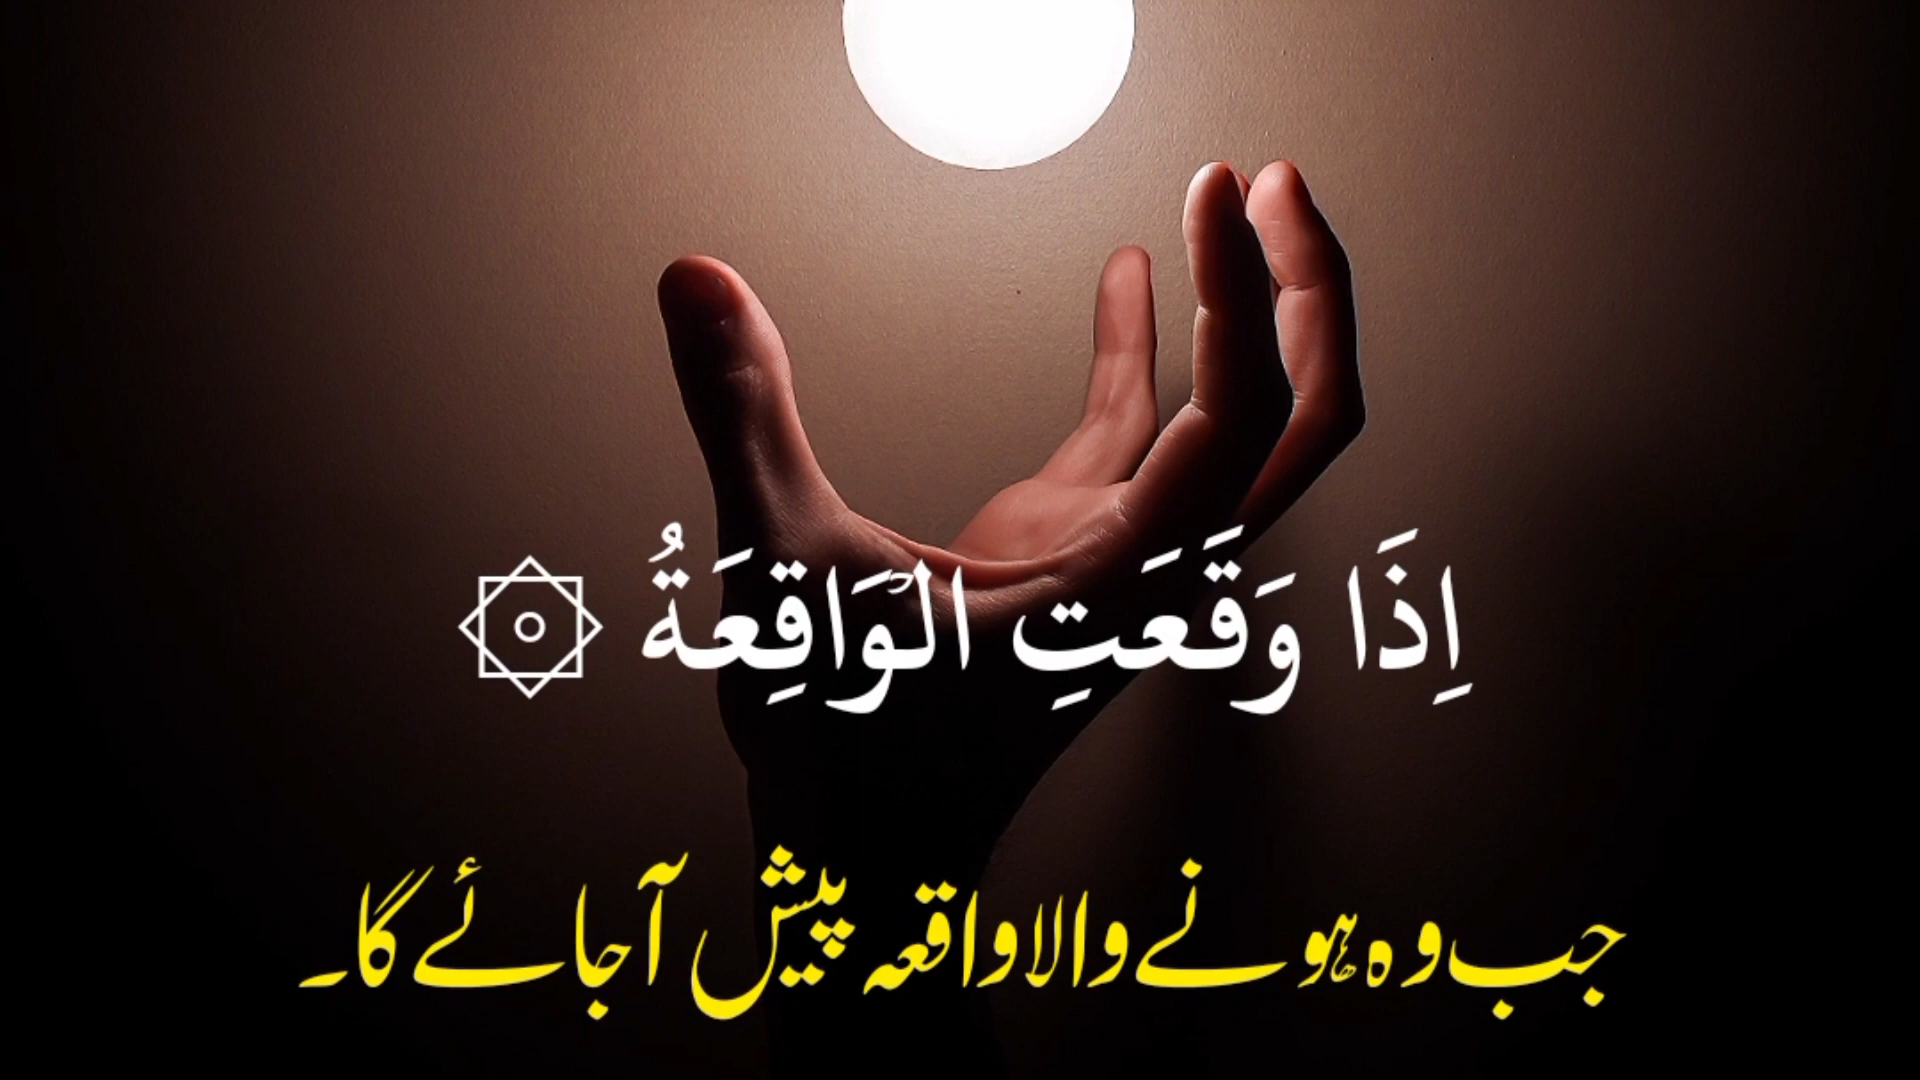 اِذَا وَقَعَتِ الْوَاقِعَةُ ۞
جب وہ ہونے والا واقعہ پیش آجائے گا۔